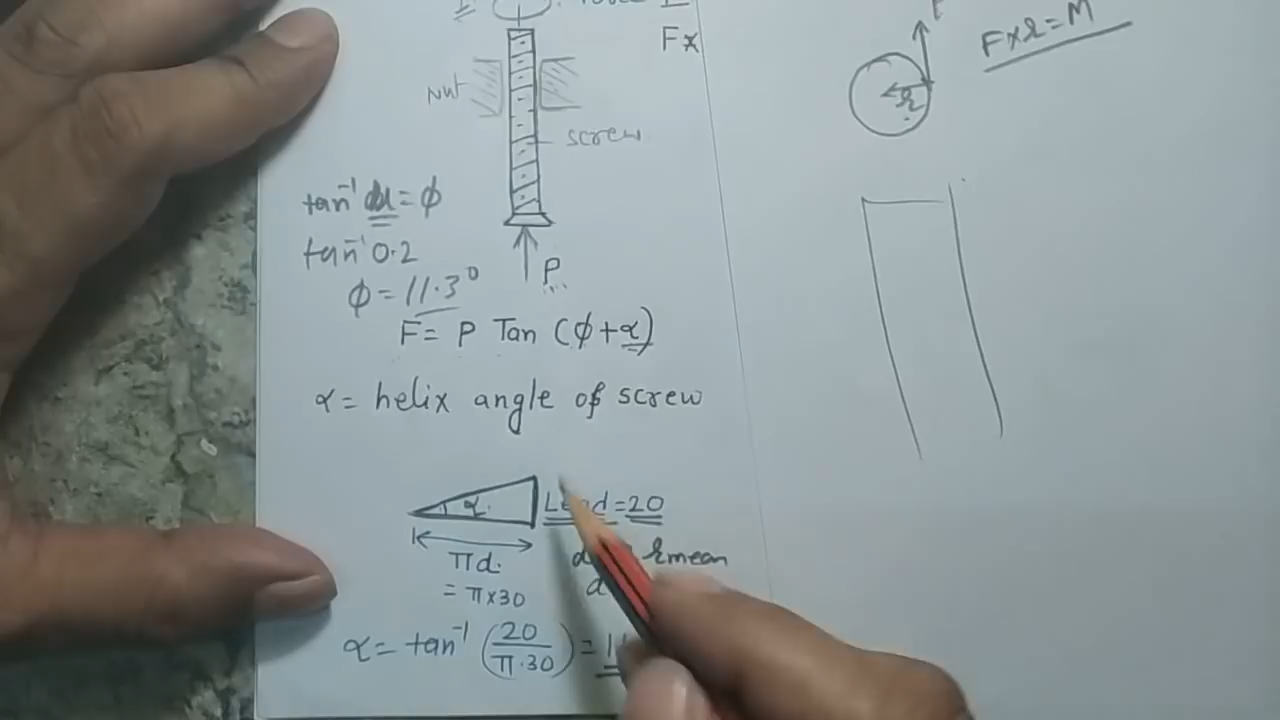 Fx
F×r=M
r
Nut
screw
tan⁻¹ μ = φ
tan⁻¹ 0.2
φ = 11.3°
P
F = P Tan (φ+α)
α = helix angle of screw
α
Lead = 20
πd.
rmean
= π×30
α = tan⁻¹ (20/π·30) =